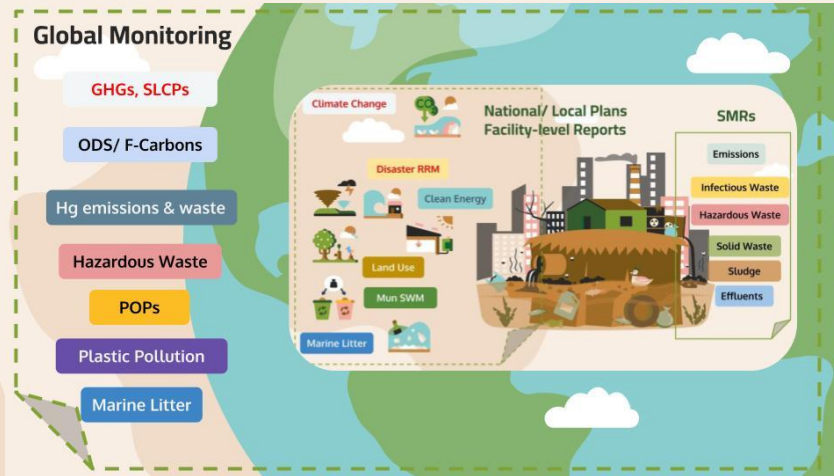 Global Monitoring
GHGs, SLCPs
ODS/ F-Carbons
Hg emissions & waste
Hazardous Waste
POPs
Plastic Pollution
Marine Litter
Climate Change
CO
Disaster RRM
Clean Energy
Land Use
Mun SWM
Marine Litter
National/ Local Plans
Facility-level Reports
SMRs
Emissions
Infectious Waste
Hazardous Waste
Solid Waste
Sludge
Effluents